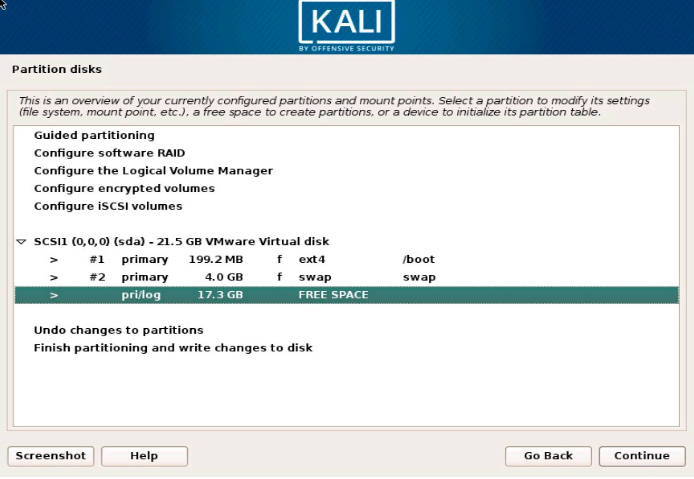 KALI
BY OFFENSIVE SECURITY
Partition disks
This is an overview of your currently configured partitions and mount points. Select a partition to modify its settings
(file system, mount point, etc.), a free space to create partitions, or a device to initialize its partition table.
Guided partitioning
Configure software RAID
Configure the Logical Volume Manager
Configure encrypted volumes
Configure iSCSI volumes
SCSI1 (0,0,0) (sda) - 21.5 GB VMware Virtual disk
> #1 primary 199.2 MB f ext4 /boot
> #2 primary 4.0 GB f swap swap
> pri/log 17.3 GB FREE SPACE
Undo changes to partitions
Finish partitioning and write changes to disk
Screenshot Help Go Back Continue